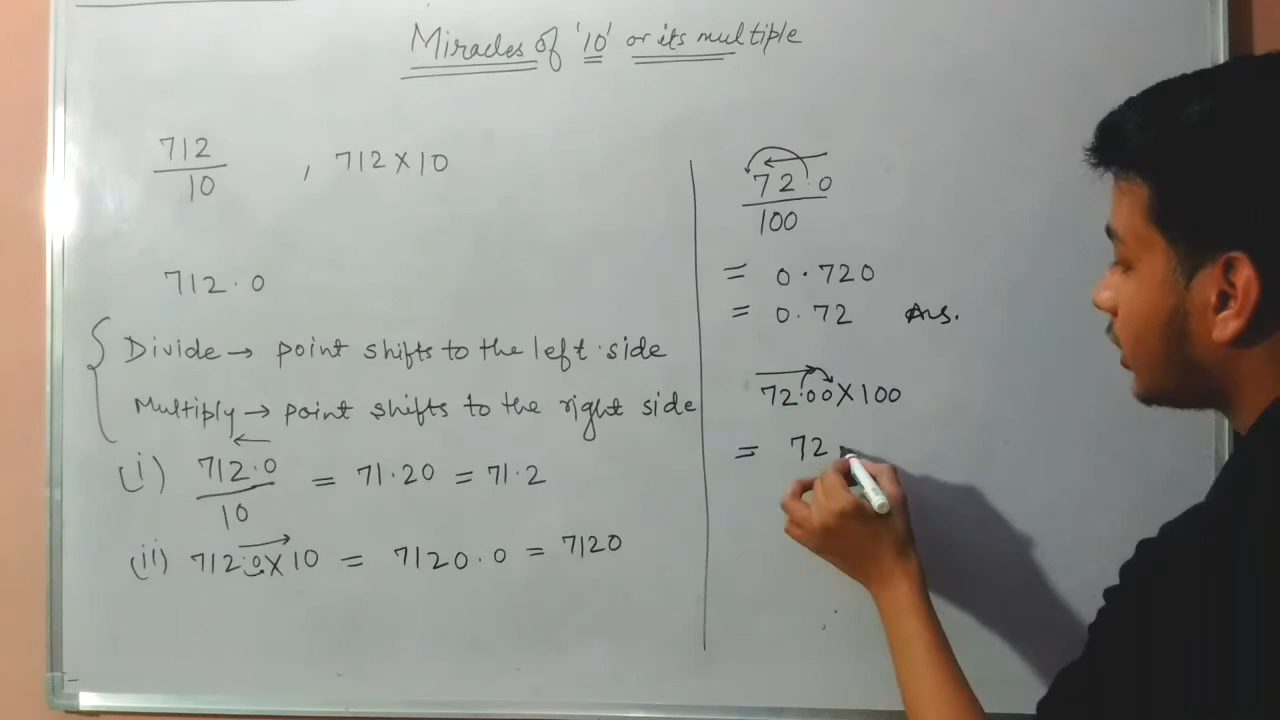 Miracles of '10' or its multiple
712
10
, 712 X 10
712.0
Divide → point shifts to the left side
Multiply → point shifts to the right side
(i) 712.0
10
= 71.20 = 71.2
(ii) 712.0 X 10 = 7120.0 = 7120
72.0
100
= 0.720
= 0.72 Ans.
72.00 X 100
= 72